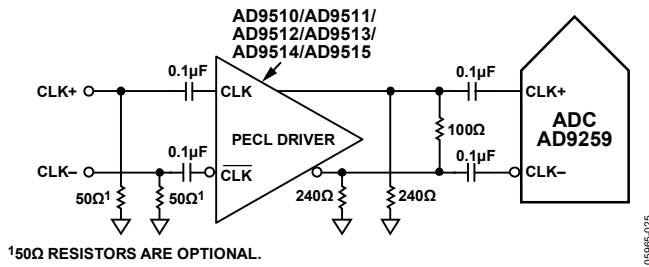 AD9510/AD9511/
AD9512/AD9513/
AD9514/AD9515
0.1µF
0.1µF
CLK+
CLK
CLK+
PECL DRIVER
100Ω
ADC
AD9259
0.1µF
0.1µF
CLK–
CLK
CLK–
50Ω1
50Ω1
240Ω
240Ω
150Ω RESISTORS ARE OPTIONAL.
05965-025